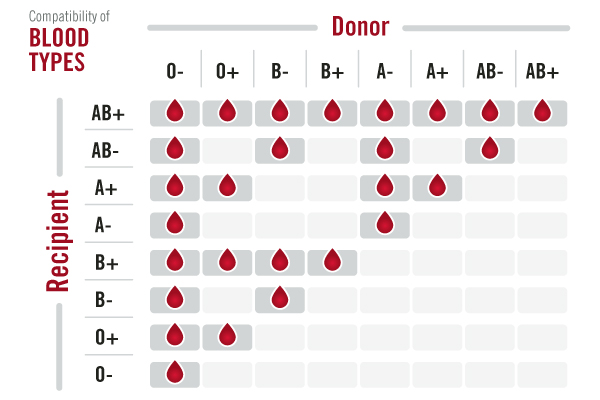 Compatibility of
BLOOD
TYPES
Donor
O- O+ B- B+ A- A+ AB- AB+
Recipient
AB+
AB-
A+
A-
B+
B-
O+
O-